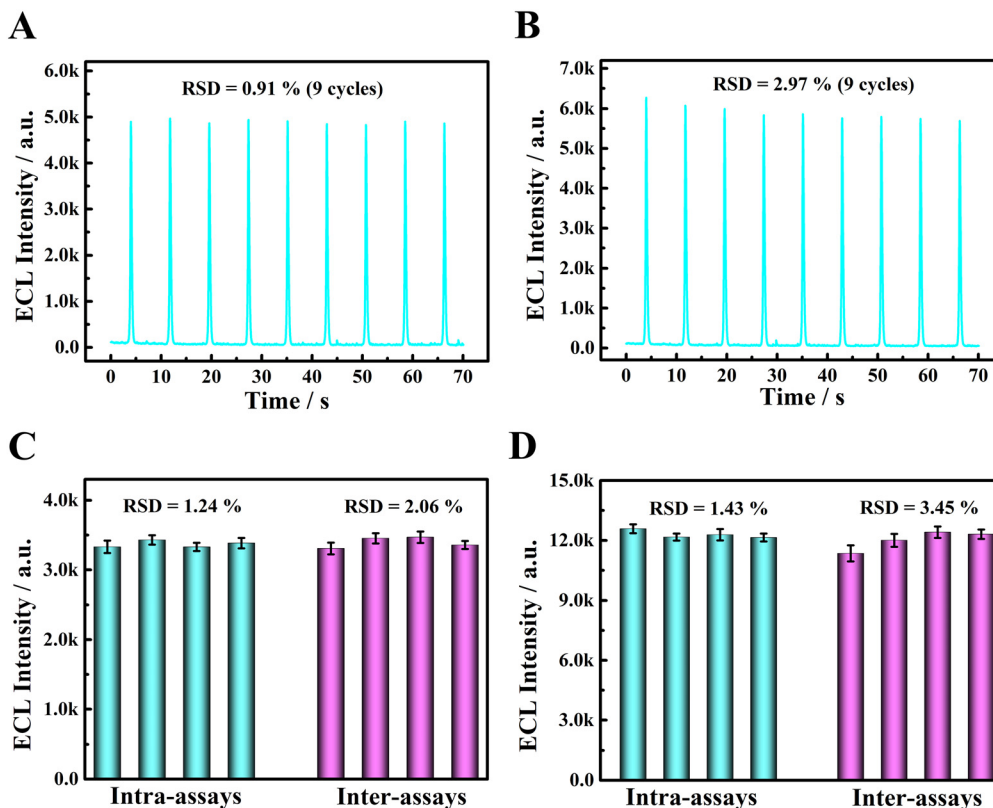 A
RSD = 0.91 % (9 cycles)
6.0k
5.0k
4.0k
3.0k
2.0k
1.0k
0.0
ECL Intensity / a.u.
0 10 20 30 40 50 60 70
Time / s
B
RSD = 2.97 % (9 cycles)
7.0k
6.0k
5.0k
4.0k
3.0k
2.0k
1.0k
0.0
ECL Intensity / a.u.
0 10 20 30 40 50 60 70
Time / s
C
RSD = 1.24 % RSD = 2.06 %
4.0k
3.0k
2.0k
1.0k
0.0
ECL Intensity / a.u.
Intra-assays Inter-assays
D
RSD = 1.43 % RSD = 3.45 %
15.0k
12.0k
9.0k
6.0k
3.0k
0.0
ECL Intensity / a.u.
Intra-assays Inter-assays